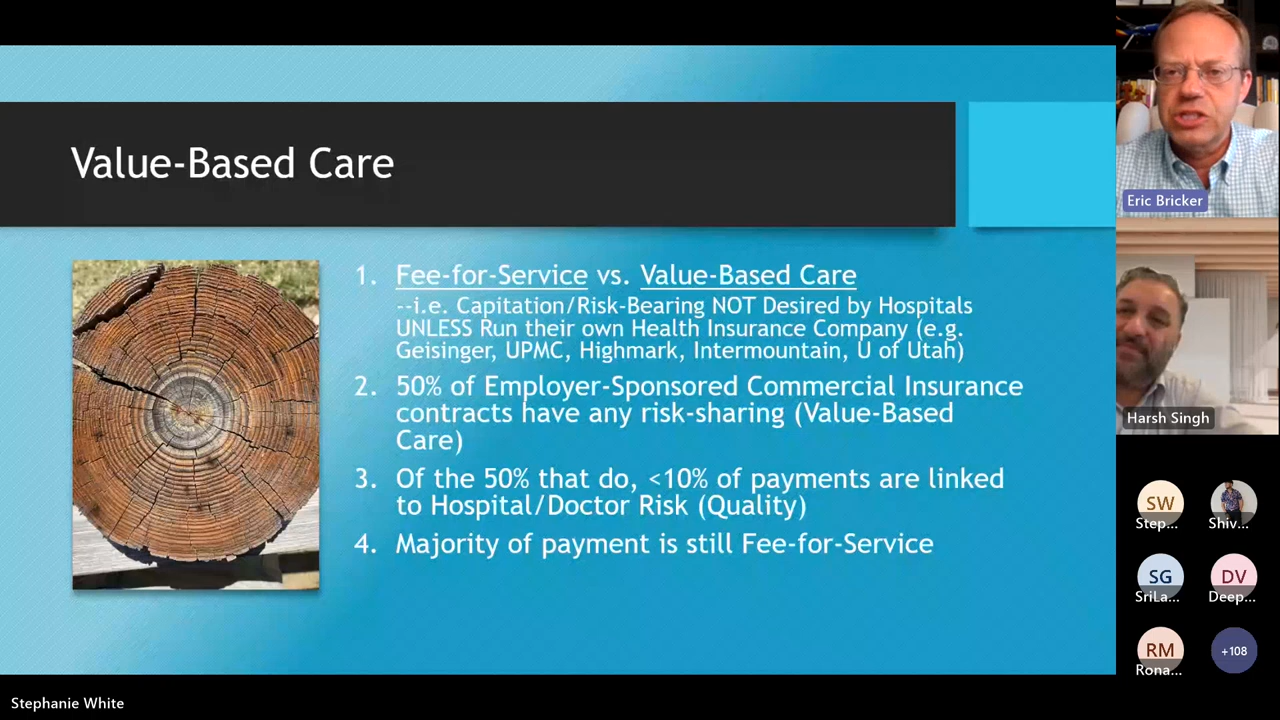 Value-Based Care
1. Fee-for-Service vs. Value-Based Care
--i.e. Capitation/Risk-Bearing NOT Desired by Hospitals
UNLESS Run their own Health Insurance Company (e.g.
Geisinger, UPMC, Highmark, Intermountain, U of Utah)
2. 50% of Employer-Sponsored Commercial Insurance
contracts have any risk-sharing (Value-Based
Care)
3. Of the 50% that do, <10% of payments are linked
to Hospital/Doctor Risk (Quality)
4. Majority of payment is still Fee-for-Service
Eric Bricker
Harsh Singh
SW
Step...
Shiv...
SG
SriLa...
DV
Deep...
RM
Rona...
+108
Stephanie White